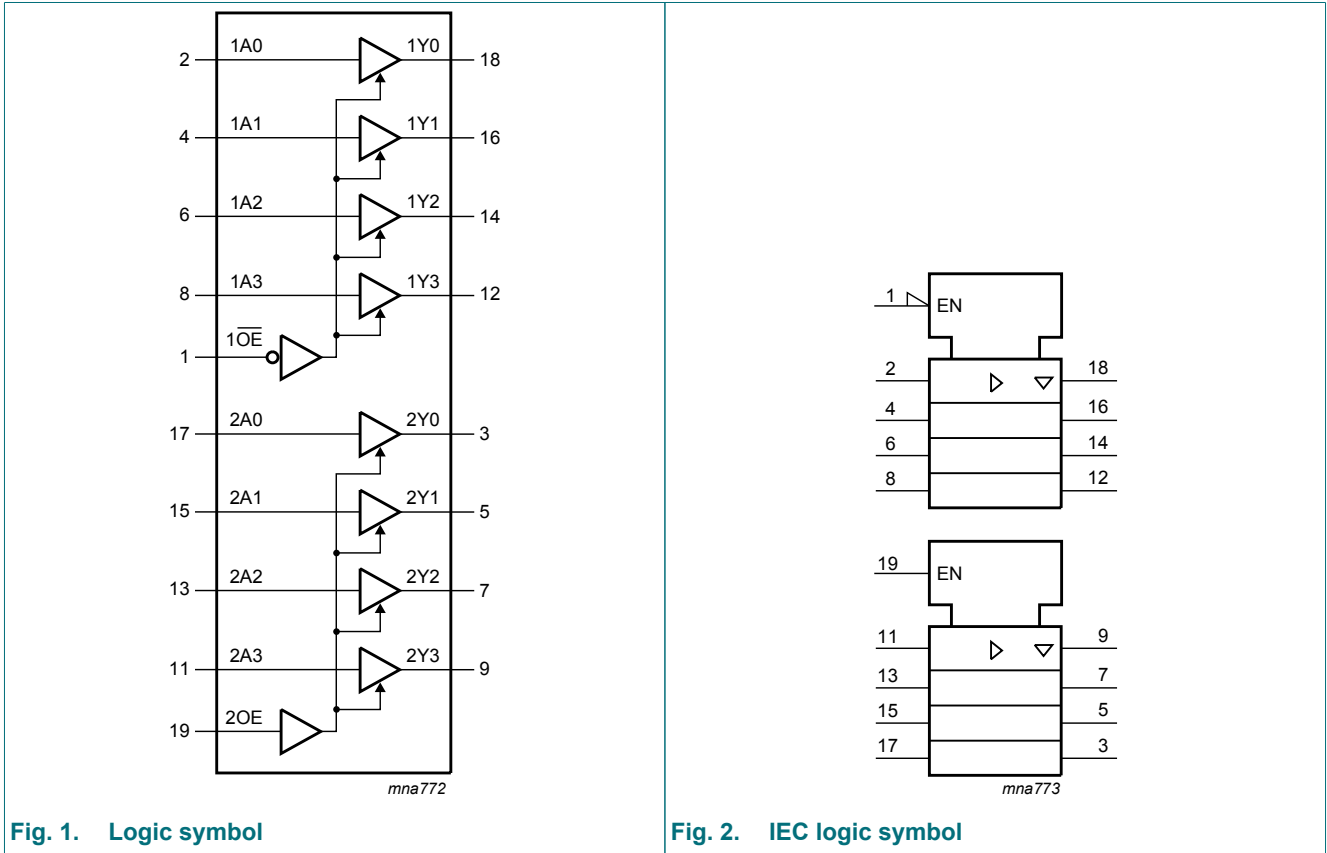 2 1A0 1Y0 18
4 1A1 1Y1 16
6 1A2 1Y2 14
8 1A3 1Y3 12
1 1O̅E̅
17 2A0 2Y0 3
15 2A1 2Y1 5
13 2A2 2Y2 7
11 2A3 2Y3 9
19 2OE
mna772
Fig. 1. Logic symbol
1 EN
2 18
4 16
6 14
8 12
19 EN
11 9
13 7
15 5
17 3
mna773
Fig. 2. IEC logic symbol